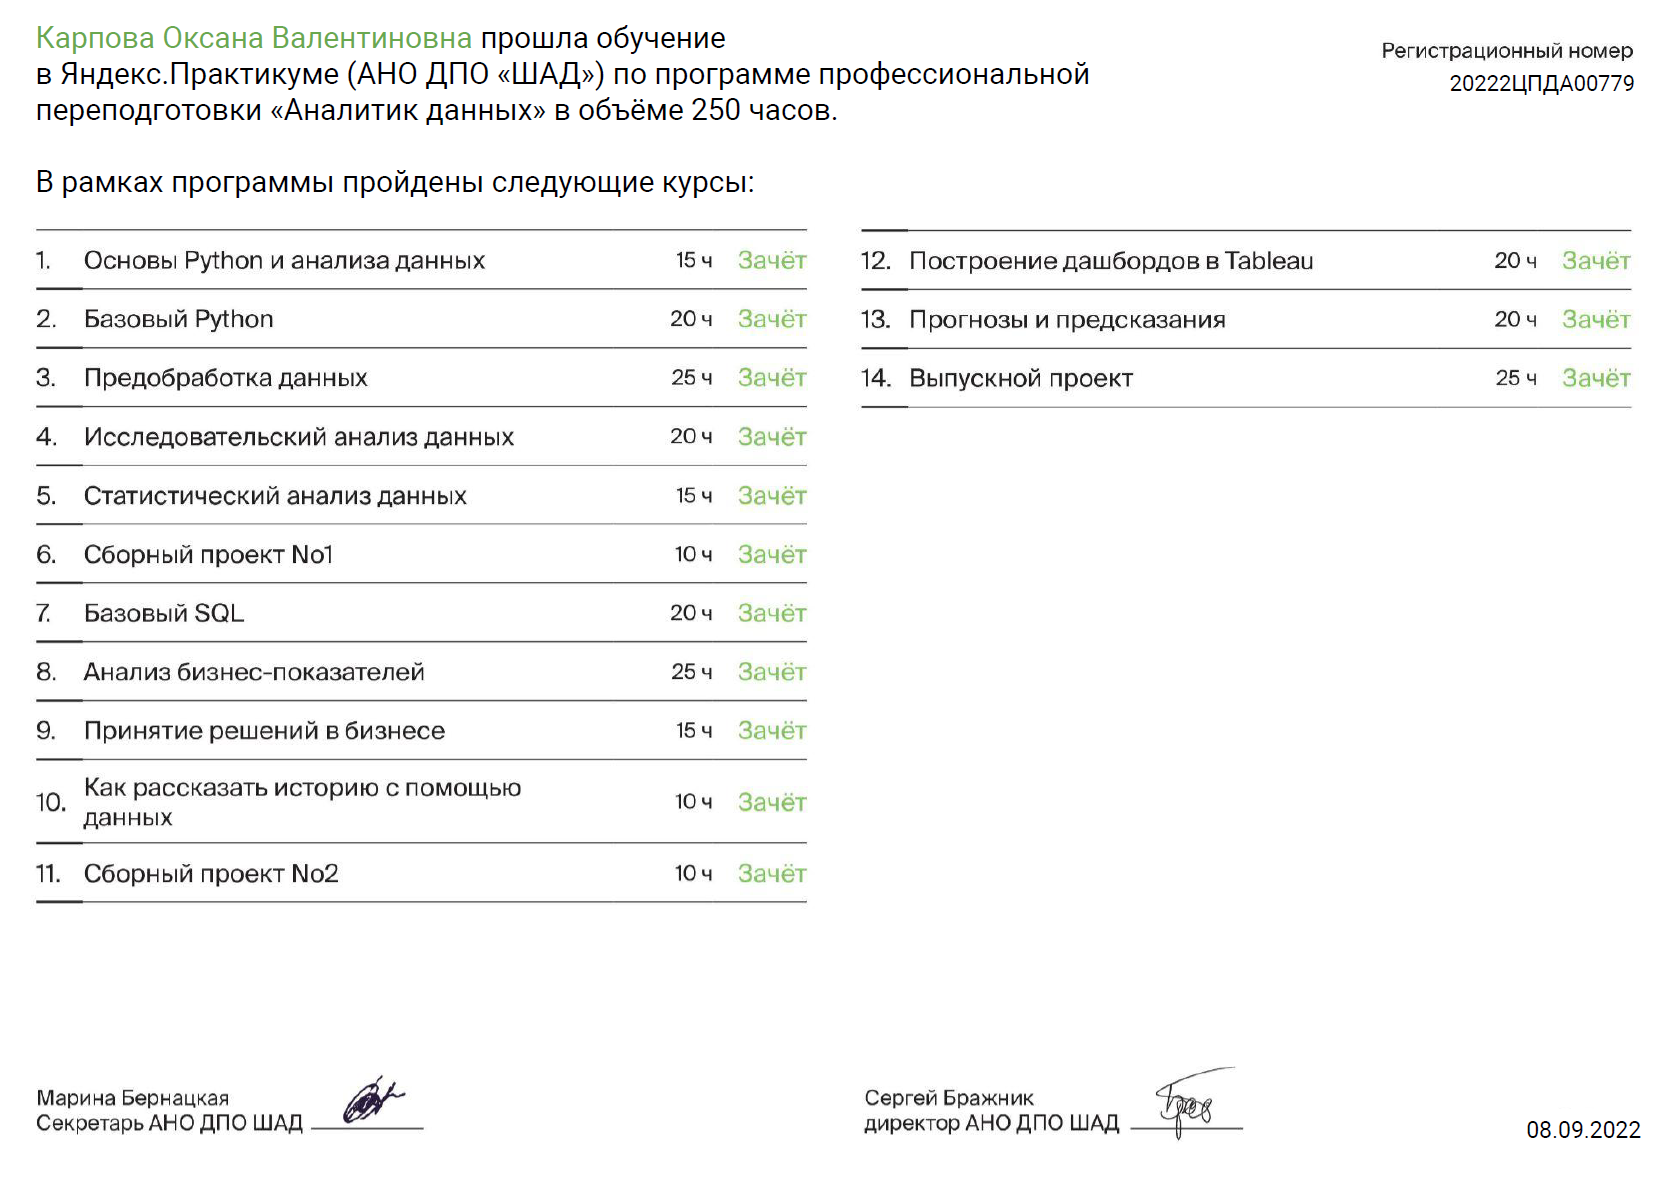 Карпова Оксана Валентиновна прошла обучение
в Яндекс.Практикуме (АНО ДПО «ШАД») по программе профессиональной
переподготовки «Аналитик данных» в объёме 250 часов.
Регистрационный номер
20222ЦПДА00779
В рамках программы пройдены следующие курсы:
1. Основы Python и анализа данных 15 ч Зачёт
2. Базовый Python 20 ч Зачёт
3. Предобработка данных 25 ч Зачёт
4. Исследовательский анализ данных 20 ч Зачёт
5. Статистический анализ данных 15 ч Зачёт
6. Сборный проект No1 10 ч Зачёт
7. Базовый SQL 20 ч Зачёт
8. Анализ бизнес-показателей 25 ч Зачёт
9. Принятие решений в бизнесе 15 ч Зачёт
10. Как рассказать историю с помощью
данных 10 ч Зачёт
11. Сборный проект No2 10 ч Зачёт
12. Построение дашбордов в Tableau 20 ч Зачёт
13. Прогнозы и предсказания 20 ч Зачёт
14. Выпускной проект 25 ч Зачёт
Марина Бернацкая
Секретарь АНО ДПО ШАД
Сергей Бражник
директор АНО ДПО ШАД
08.09.2022